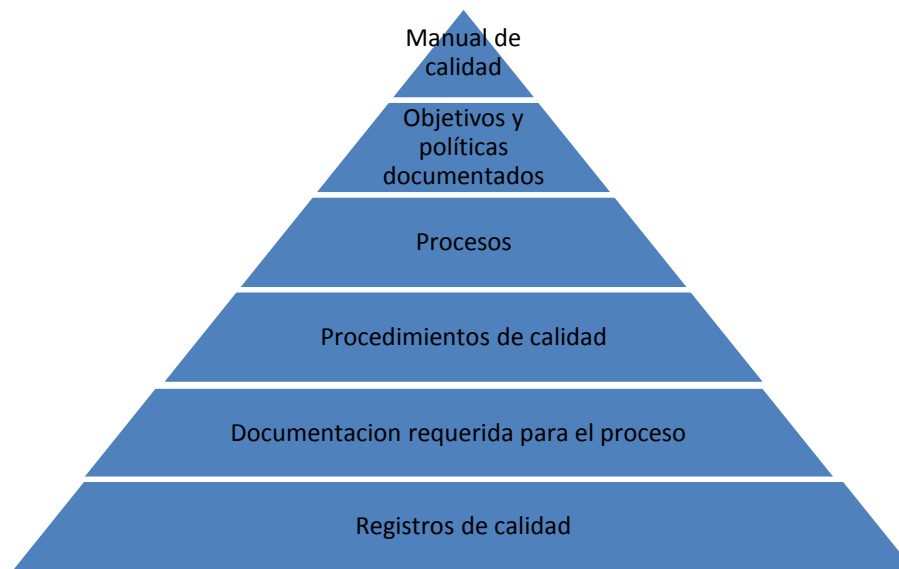 Manual de
calidad
Objetivos y
políticas
documentados
Procesos
Procedimientos de calidad
Documentacion requerida para el proceso
Registros de calidad